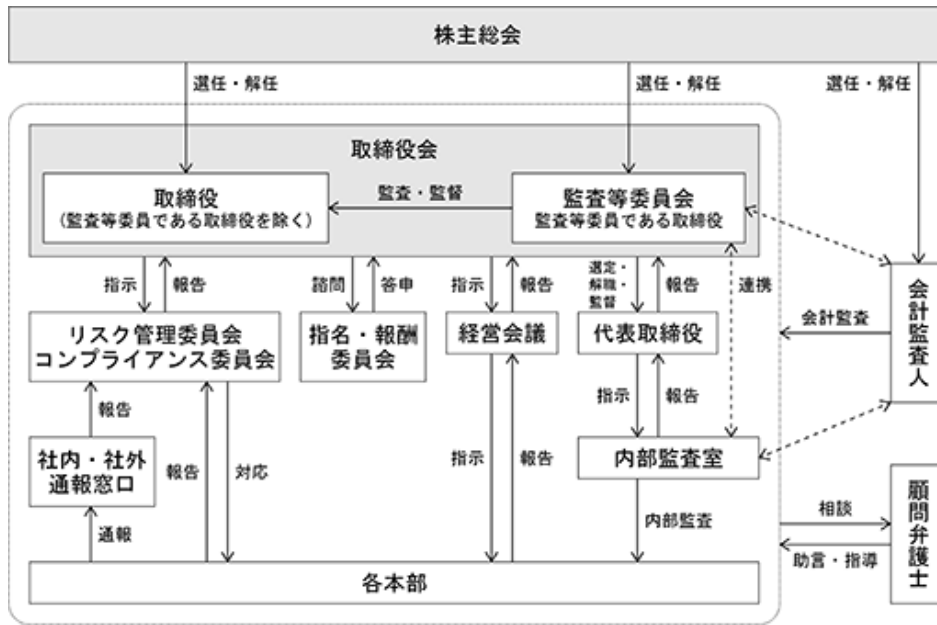 株主総会
選任・解任
選任・解任
選任・解任
取締役会
取締役
（監査等委員である取締役を除く）
監査・監督
監査等委員会
監査等委員である取締役
指示
報告
諮問
答申
指示
報告
選定・
解職・
監督
報告
連携
リスク管理委員会
コンプライアンス委員会
指名・報酬
委員会
経営会議
代表取締役
会計監査
会計監査人
報告
指示
報告
社内・社外
通報窓口
報告
対応
指示
報告
内部監査室
通報
内部監査
相談
助言・指導
顧問弁護士
各本部